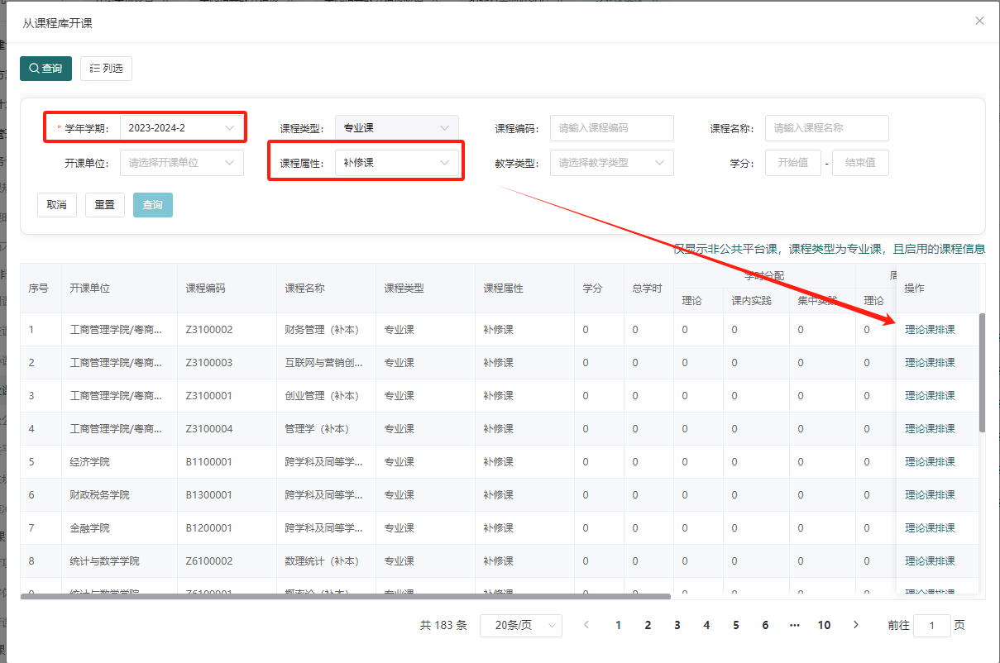 从课程库开课
查询 列选
* 学年学期： 2023-2024-2 课程类型： 专业课 课程编码： 请输入课程编码 课程名称： 请输入课程名称
开课单位： 请选择开课单位 课程属性： 补修课 教学类型： 请选择教学类型 学分： 开始值 - 结束值
取消 重置 查询
仅显示非公共平台课，课程类型为专业课，且启用的课程信息
序号 开课单位 课程编码 课程名称 课程类型 课程属性 学分 总学时 学时分配 周 操作
理论 课内实践 集中实践 理论
1 工商管理学院/粤商... Z3100002 财务管理（补本） 专业课 补修课 0 0 0 0 0 0 理论课排课
2 工商管理学院/粤商... Z3100003 互联网与营销创... 专业课 补修课 0 0 0 0 0 0 理论课排课
3 工商管理学院/粤商... Z3100001 创业管理（补本） 专业课 补修课 0 0 0 0 0 0 理论课排课
4 工商管理学院/粤商... Z3100004 管理学（补本） 专业课 补修课 0 0 0 0 0 0 理论课排课
5 经济学院 B1100001 跨学科及同等学... 专业课 补修课 0 0 0 0 0 0 理论课排课
6 财政税务学院 B1300001 跨学科及同等学... 专业课 补修课 0 0 0 0 0 0 理论课排课
7 金融学院 B1200001 跨学科及同等学... 专业课 补修课 0 0 0 0 0 0 理论课排课
8 统计与数学学院 Z6100002 数理统计（补本） 专业课 补修课 0 0 0 0 0 0 理论课排课
9 统计与数学学院 Z6100001 概率论（补本） 专业课 补修课 0 0 0 0 0 0 理论课排课
共 183 条 20条/页 1 2 3 4 5 6 ... 10 前往 1 页